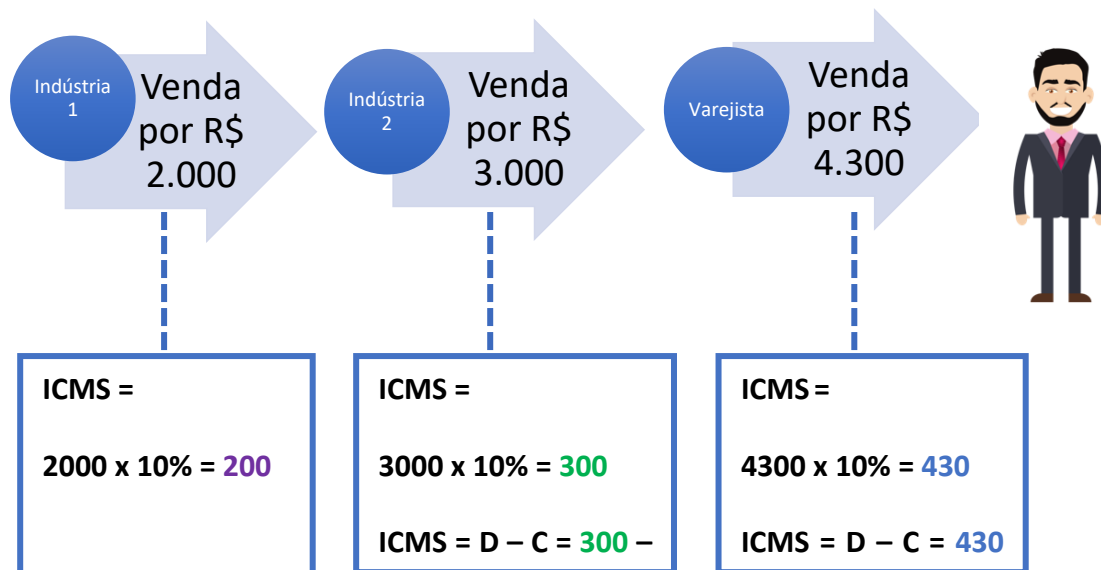 Indústria
1
Venda
por R$
2.000
Indústria
2
Venda
por R$
3.000
Varejista
Venda
por R$
4.300
ICMS =
2000 x 10% = 200
ICMS =
3000 x 10% = 300
ICMS = D – C = 300 –
ICMS =
4300 x 10% = 430
ICMS = D – C = 430